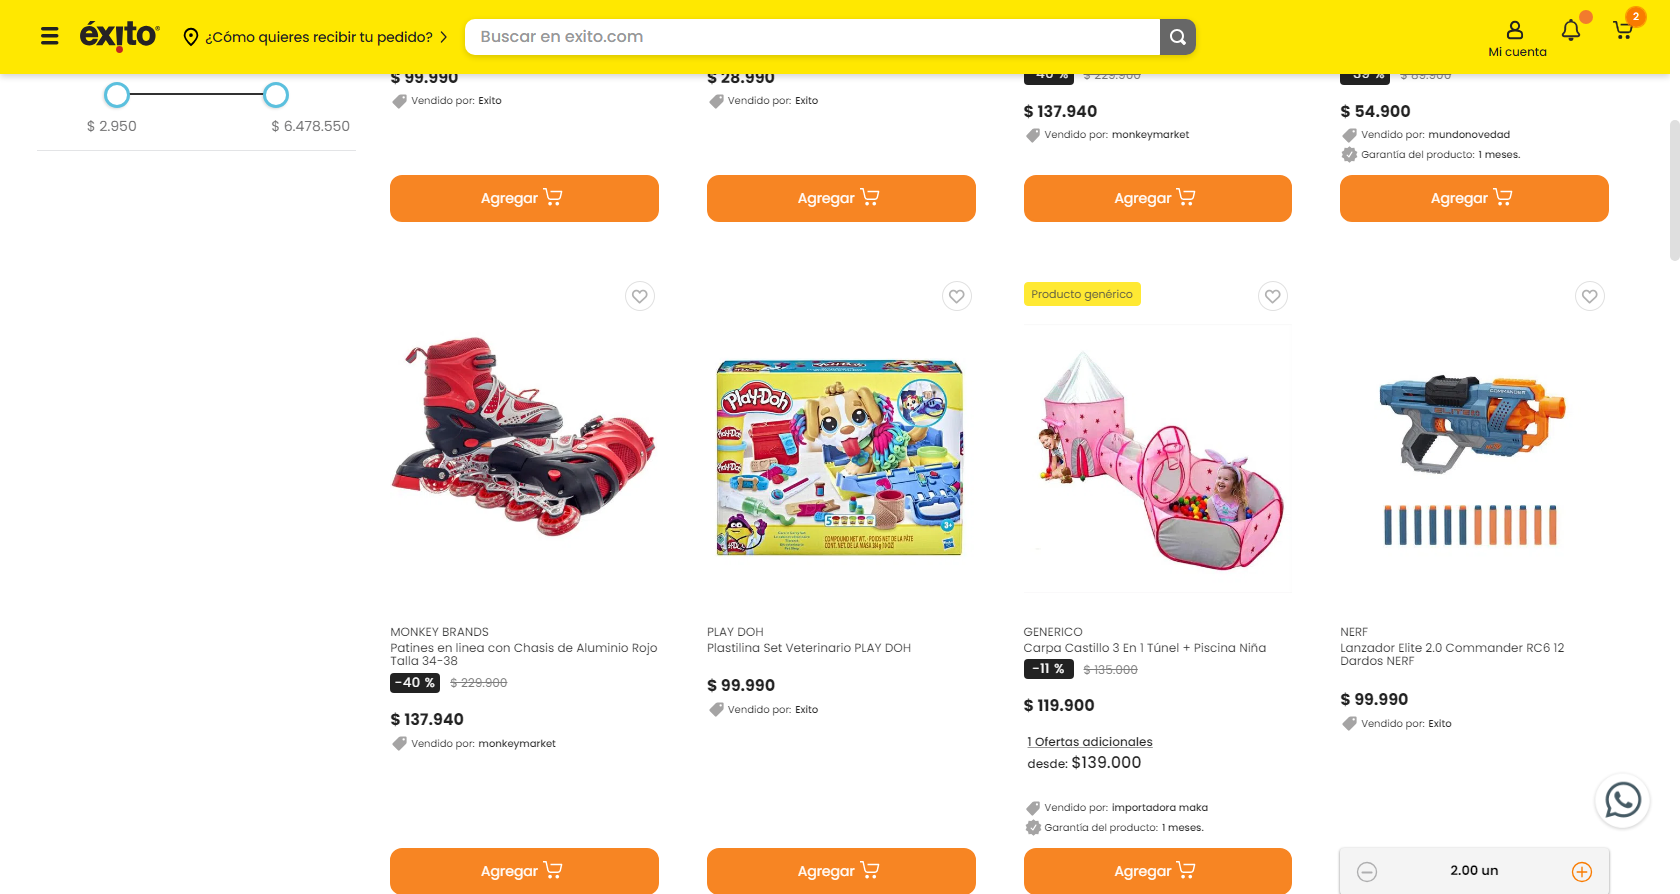 éxito
¿Cómo quieres recibir tu pedido?
Buscar en exito.com
Mi cuenta
2
$ 2.950
$ 6.478.550
$ 99.990
Vendido por: Exito
Agregar
$ 28.990
Vendido por: Exito
Agregar
-40 % $ 229.900
$ 137.940
Vendido por: monkeymarket
Agregar
-39 % $ 89.900
$ 54.900
Vendido por: mundonovedad
Garantía del producto: 1 meses.
Agregar
MONKEY BRANDS
Patines en linea con Chasis de Aluminio Rojo
Talla 34-38
-40 % $ 229.900
$ 137.940
Vendido por: monkeymarket
Agregar
Play-Doh
PLAY DOH
Plastilina Set Veterinario PLAY DOH
$ 99.990
Vendido por: Exito
Agregar
Producto genérico
GENERICO
Carpa Castillo 3 En 1 Túnel + Piscina Niña
-11 % $ 135.000
$ 119.900
1 Ofertas adicionales
desde: $139.000
Vendido por: importadora maka
Garantía del producto: 1 meses.
Agregar
NERF
Lanzador Elite 2.0 Commander RC6 12
Dardos NERF
$ 99.990
Vendido por: Exito
2.00 un